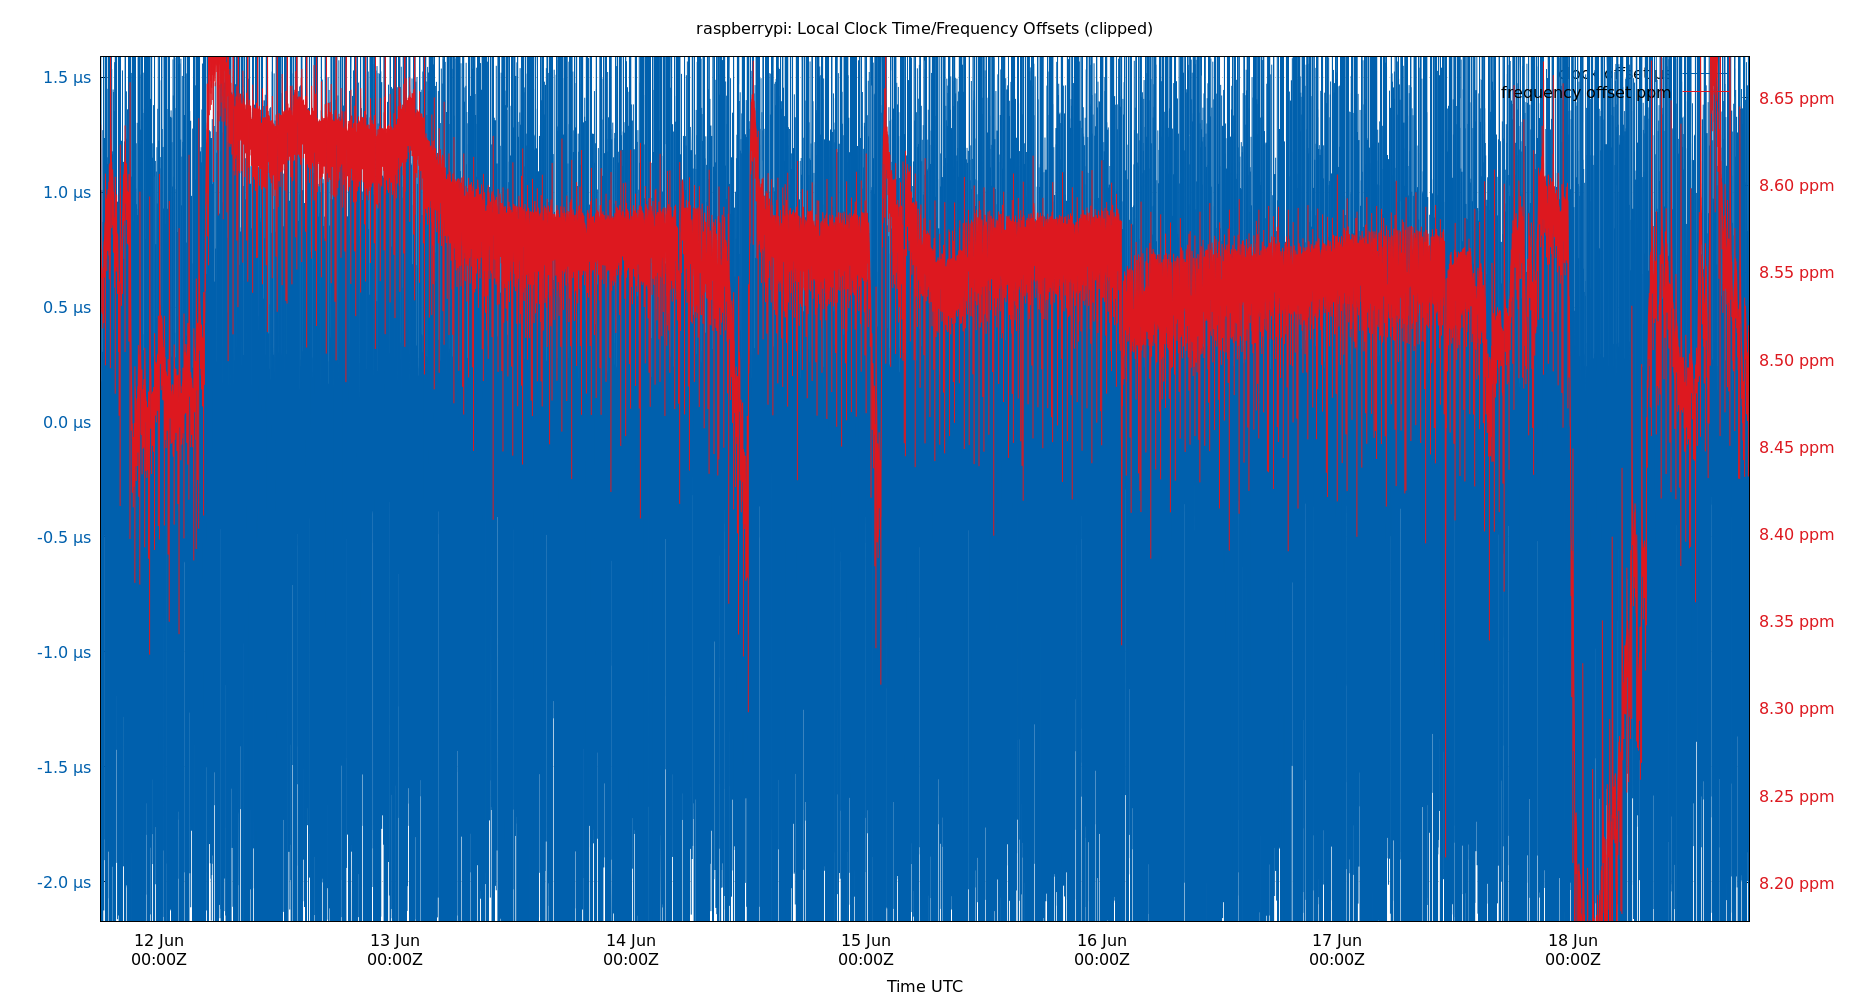 raspberrypi: Local Clock Time/Frequency Offsets (clipped)
clock offset µs
frequency offset ppm
1.5 µs
1.0 µs
0.5 µs
0.0 µs
-0.5 µs
-1.0 µs
-1.5 µs
-2.0 µs
8.65 ppm
8.60 ppm
8.55 ppm
8.50 ppm
8.45 ppm
8.40 ppm
8.35 ppm
8.30 ppm
8.25 ppm
8.20 ppm
12 Jun 13 Jun 14 Jun 15 Jun 16 Jun 17 Jun 18 Jun
00:00Z 00:00Z 00:00Z 00:00Z 00:00Z 00:00Z 00:00Z
Time UTC